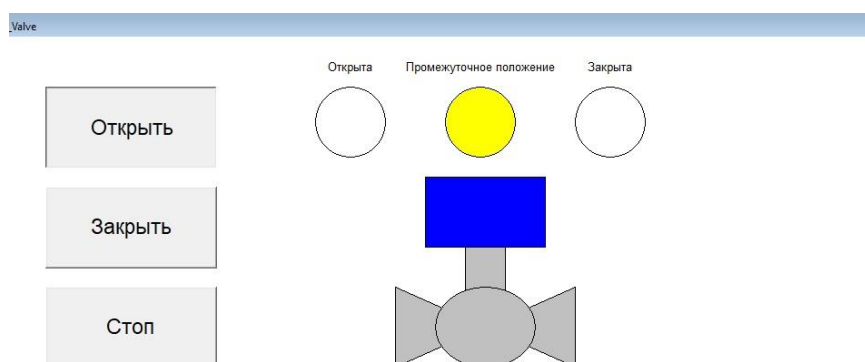 _Valve
Открыта Промежуточное положение Закрыта
Открыть
Закрыть
Стоп